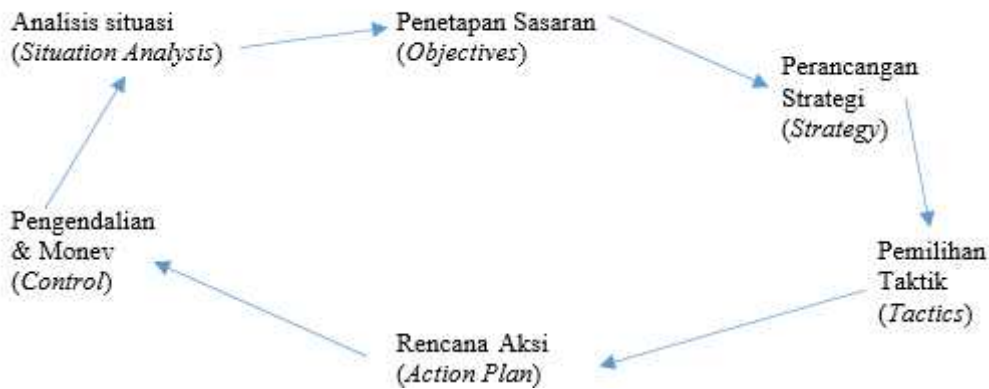 Analisis situasi
(Situation Analysis)
Penetapan Sasaran
(Objectives)
Perancangan
Strategi
(Strategy)
Pemilihan
Taktik
(Tactics)
Rencana Aksi
(Action Plan)
Pengendalian
& Monev
(Control)